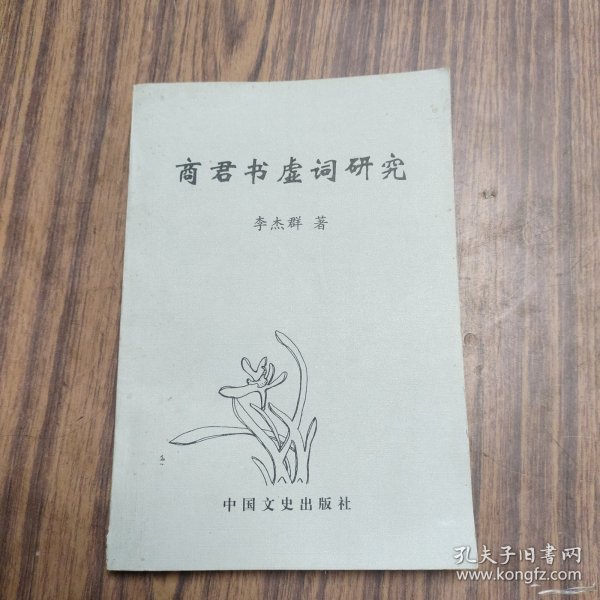 商君书虚词研究
李杰群 著
中国文史出版社
孔夫子旧书网
www.kongfz.com